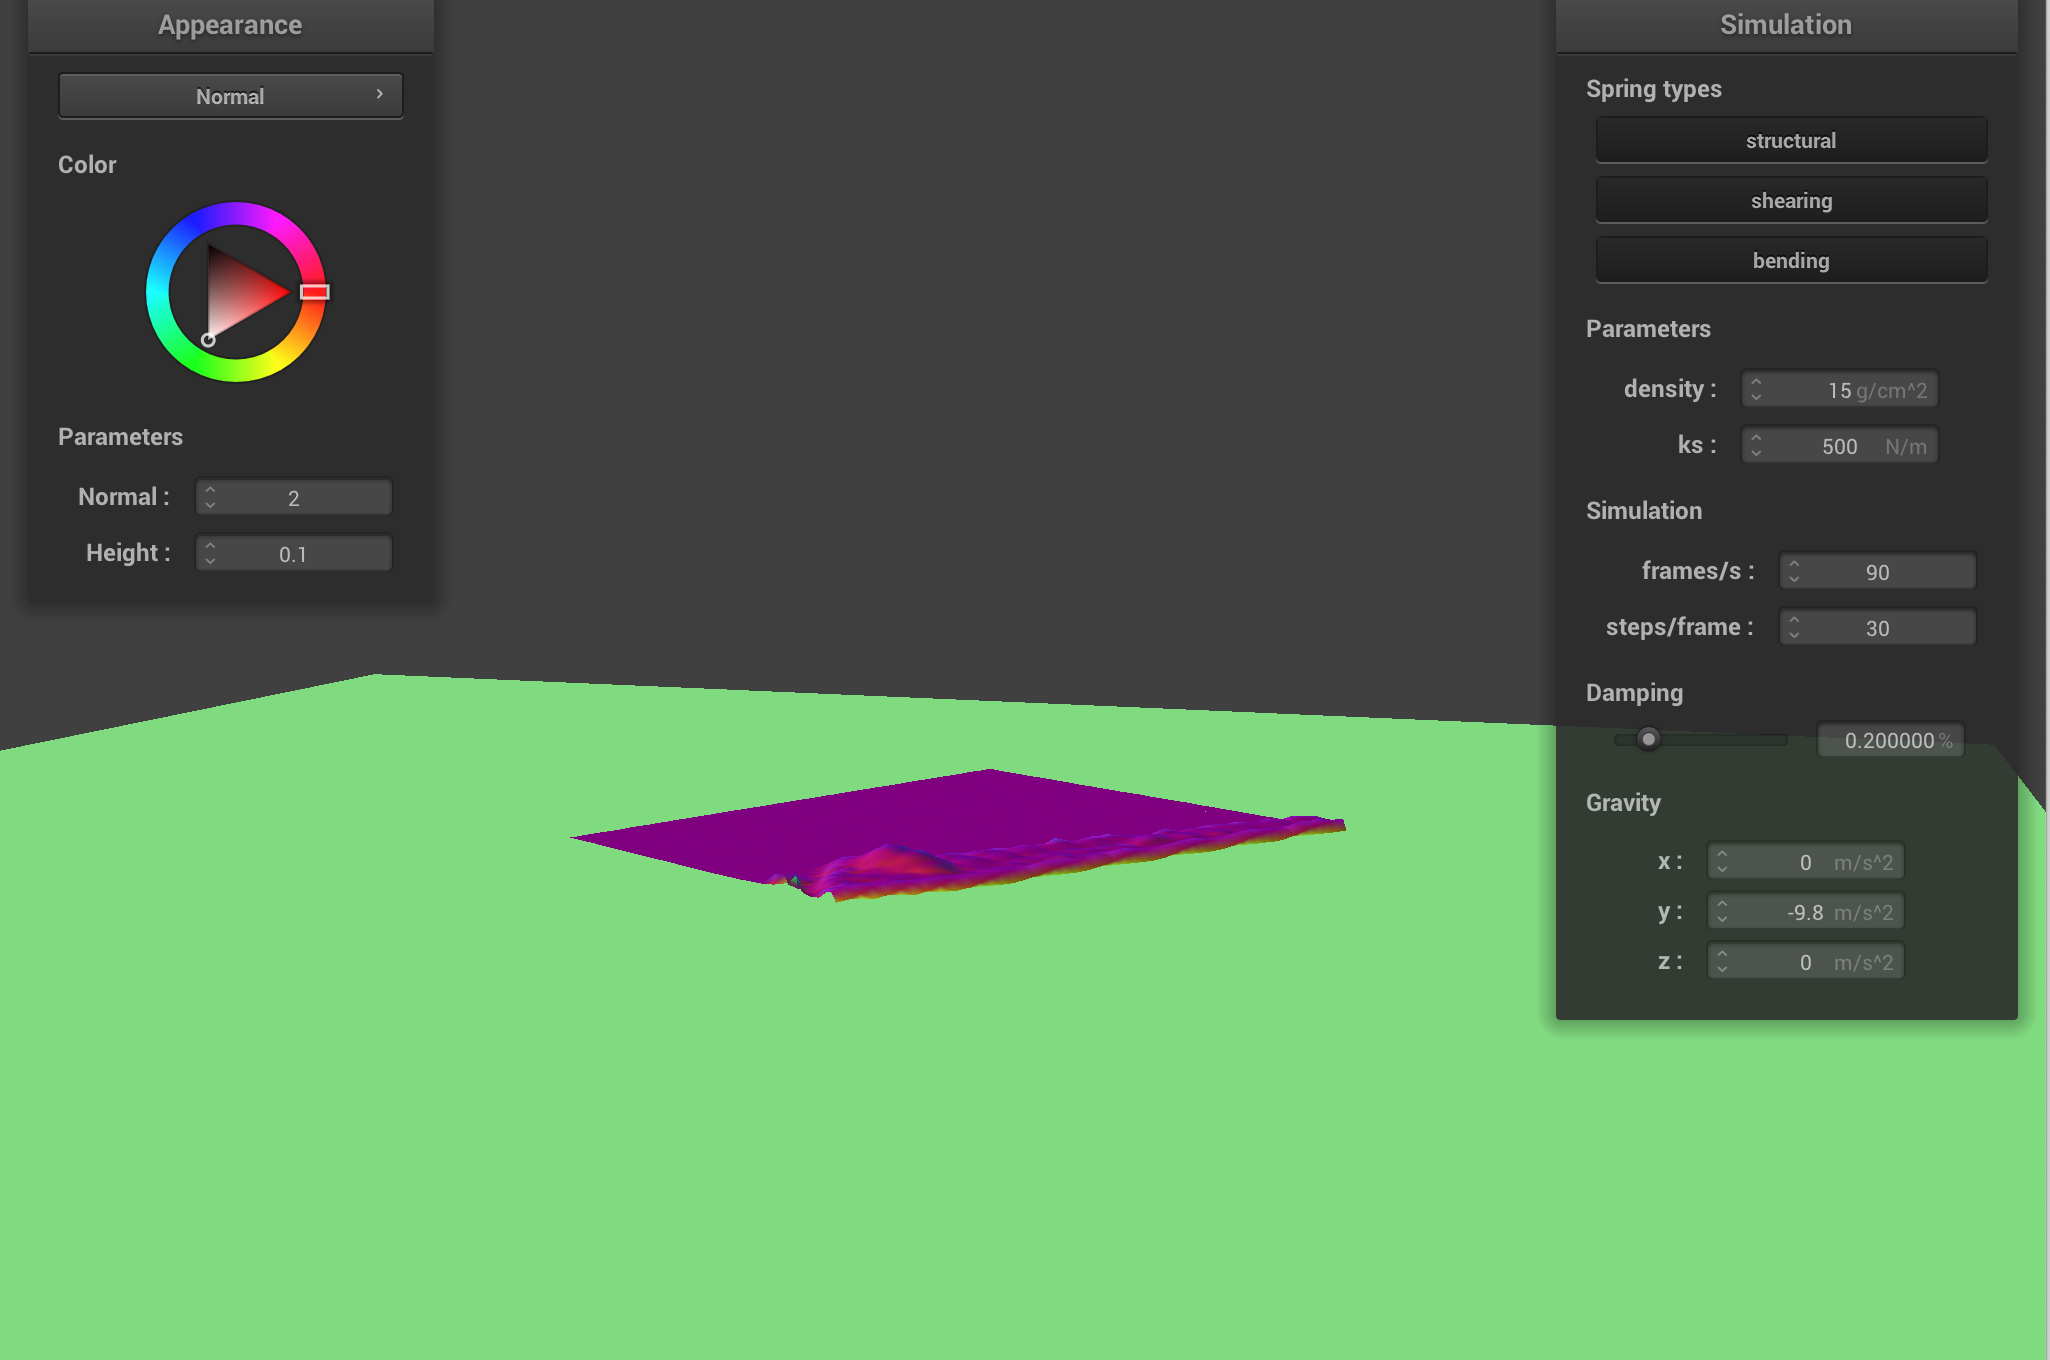 Appearance
Normal
Color
Parameters
Normal : 2
Height : 0.1
Simulation
Spring types
structural
shearing
bending
Parameters
density : 15 g/cm^2
ks : 500 N/m
Simulation
frames/s : 90
steps/frame : 30
Damping
0.200000 %
Gravity
x : 0 m/s^2
y : -9.8 m/s^2
z : 0 m/s^2